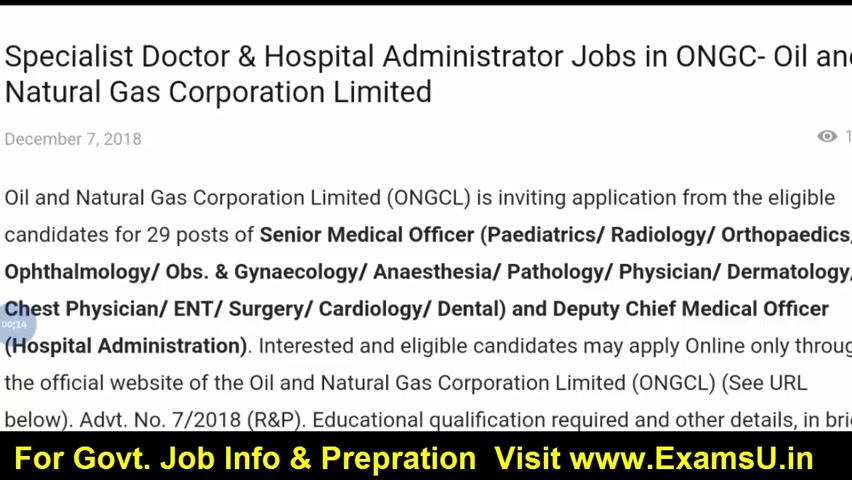 Specialist Doctor & Hospital Administrator Jobs in ONGC- Oil and
Natural Gas Corporation Limited
December 7, 2018
1
Oil and Natural Gas Corporation Limited (ONGCL) is inviting application from the eligible
candidates for 29 posts of Senior Medical Officer (Paediatrics/ Radiology/ Orthopaedics/
Ophthalmology/ Obs. & Gynaecology/ Anaesthesia/ Pathology/ Physician/ Dermatology/
Chest Physician/ ENT/ Surgery/ Cardiology/ Dental) and Deputy Chief Medical Officer
00:14
(Hospital Administration). Interested and eligible candidates may apply Online only throug
the official website of the Oil and Natural Gas Corporation Limited (ONGCL) (See URL
below). Advt. No. 7/2018 (R&P). Educational qualification required and other details, in brie
For Govt. Job Info & Prepration Visit www.ExamsU.in